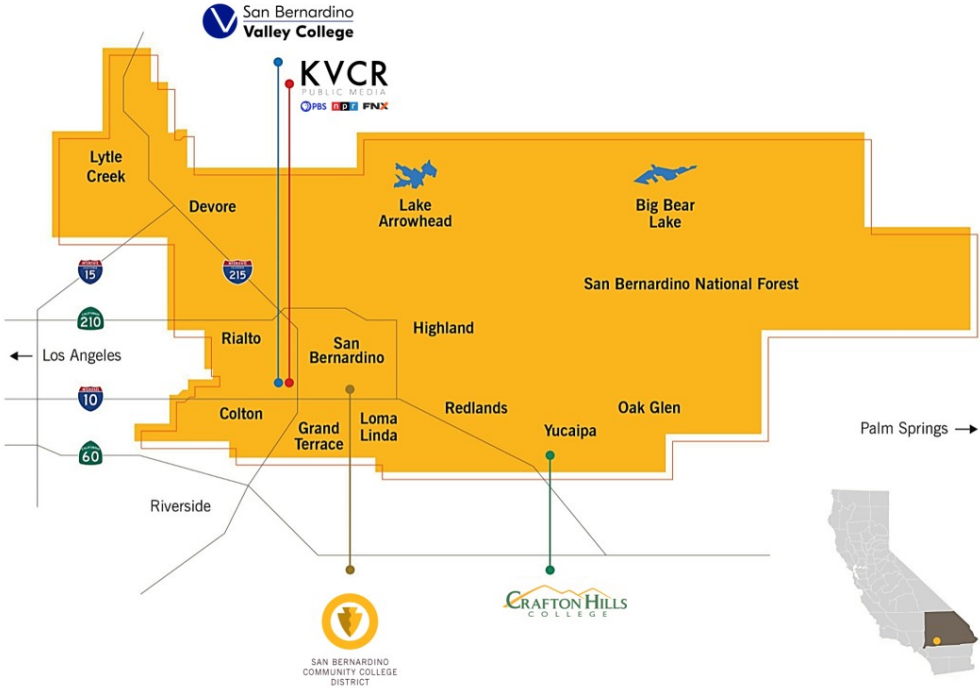 San Bernardino
Valley College
KVCR
PUBLIC MEDIA
PBS npr FNX
Lytle
Creek
Devore
Lake
Arrowhead
Big Bear
Lake
15
215
San Bernardino National Forest
210
Rialto
San
Bernardino
Highland
Los Angeles
10
Colton
Grand
Terrace
Loma
Linda
Redlands
Oak Glen
Yucaipa
60
Palm Springs
Riverside
CRAFTON HILLS
COLLEGE
SAN BERNARDINO
COMMUNITY COLLEGE
DISTRICT